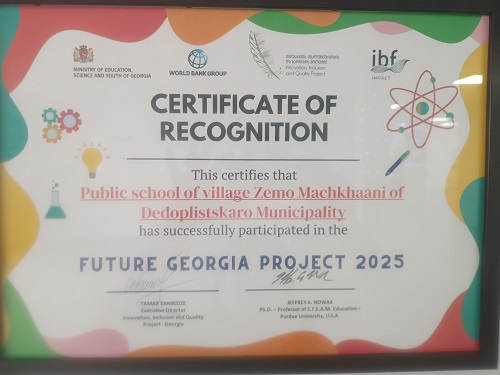 MINISTRY OF EDUCATION,
SCIENCE AND YOUTH OF GEORGIA
WORLD BANK GROUP
Innovation, Inclusion
and Quality Project
ibf
IMPACT
CERTIFICATE OF
RECOGNITION
This certifies that
Public school of village Zemo Machkhaani of
Dedoplistskaro Municipality
has successfully participated in the
FUTURE GEORGIA PROJECT 2025
TAMAR SANIKIDZE
Executive Director
Innovation, Inclusion and Quality
Project - Georgia
JEFFREY A. NOWAK
Ph.D. – Professor of S.T.E.A.M. Education–
Purdue University, U.S.A.